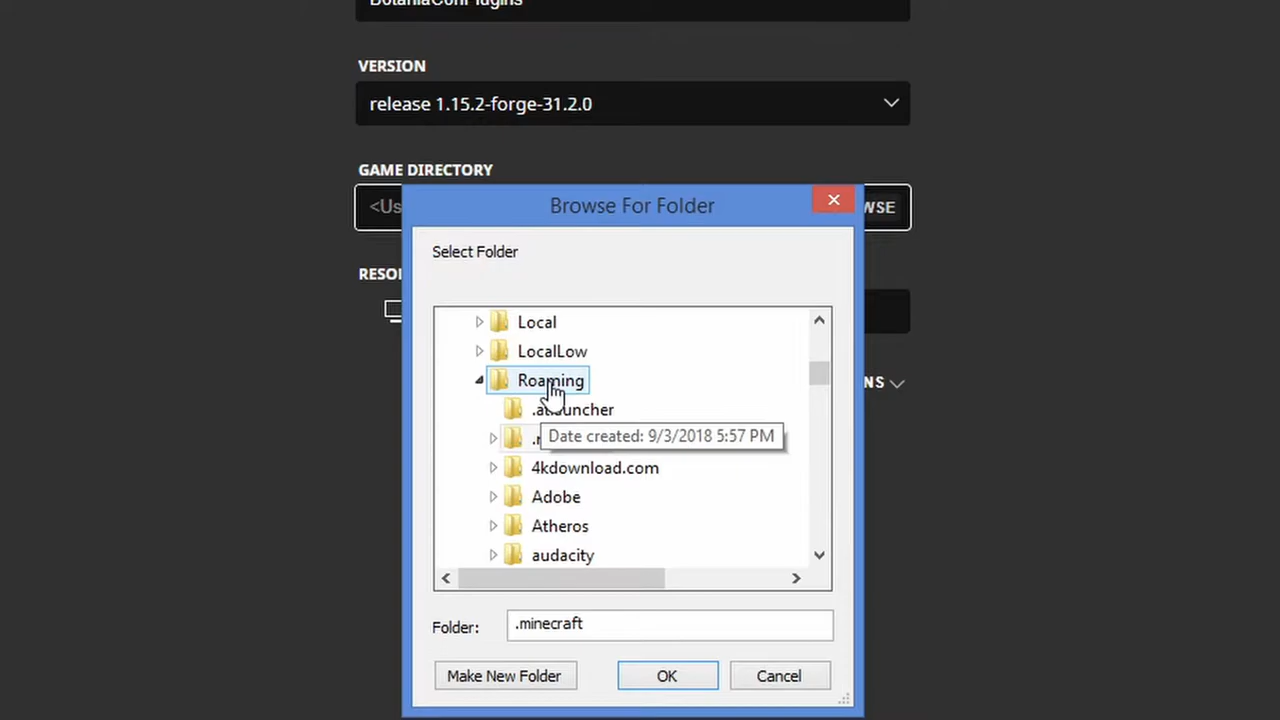 VERSION
release 1.15.2-forge-31.2.0
GAME DIRECTORY
Browse For Folder
Select Folder
Local
LocalLow
Roaming
Date created: 9/3/2018 5:57 PM
4kdownload.com
Adobe
Atheros
audacity
Folder:
.minecraft
Make New Folder
OK
Cancel